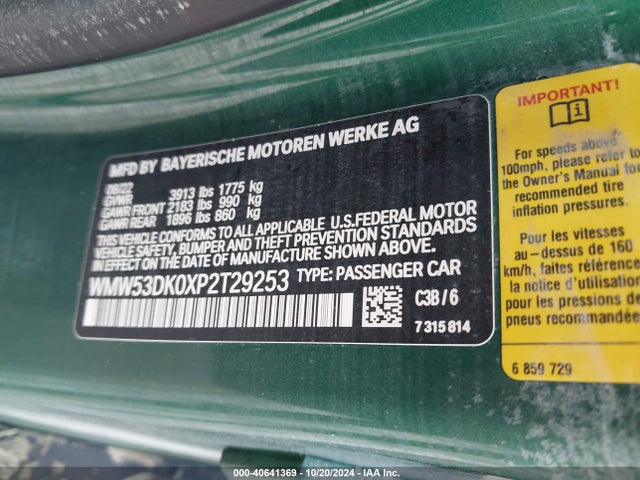 MFD BY BAYERISCHE MOTOREN WERKE AG
08/22
GVWR 3913 lbs 1775 kg
GAWR FRONT 2183 lbs 990 kg
GAWR REAR 1896 lbs 860 kg
THIS VEHICLE CONFORMS TO ALL APPLICABLE U.S.FEDERAL MOTOR
VEHICLE SAFETY, BUMPER AND THEFT PREVENTION STANDARDS
IN EFFECT ON THE DATE OF MANUFACTURE SHOWN ABOVE.
WMW53DK0XP2T29253 TYPE: PASSENGER CAR
C3B / 6
7 315 814
IMPORTANT!
For speeds above
100mph, please refer to
the Owner's Manual for
recommended tire
inflation pressures.
Pour les vitesses
au-dessus de 160
km/h, faites référence
pour les pressions de
pneus recommandée
6 859 729
000-40641369 | 10/20/2024 | IAA Inc.